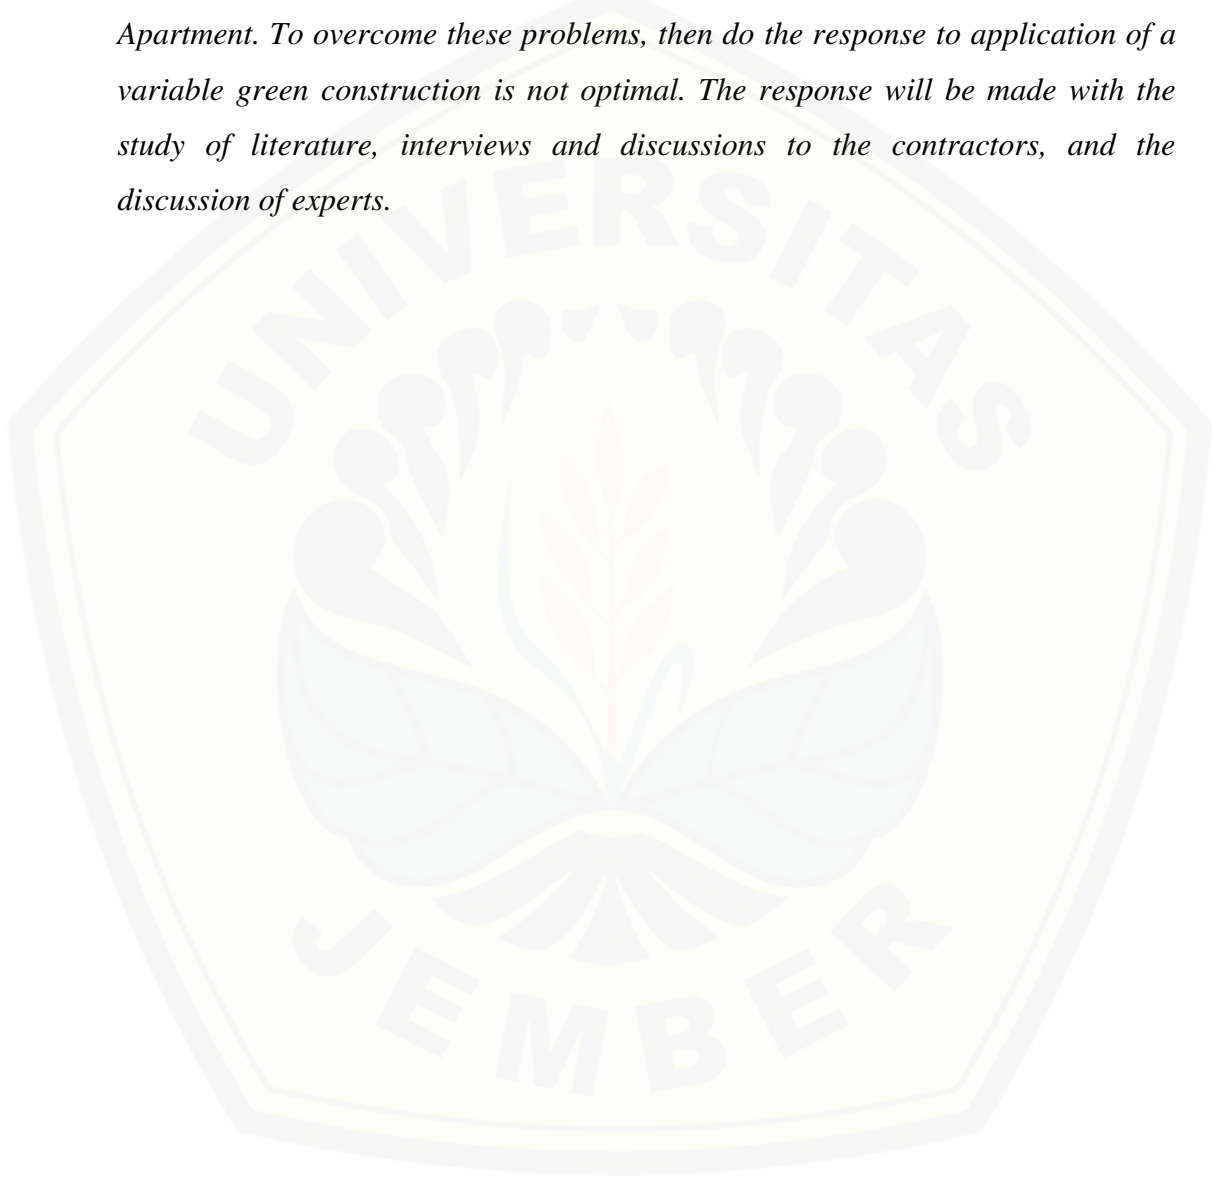 Apartment. To overcome these problems, then do the response to application of a
variable green construction is not optimal. The response will be made with the
study of literature, interviews and discussions to the contractors, and the
discussion of experts.
UNIVERSITAS
JEMBER